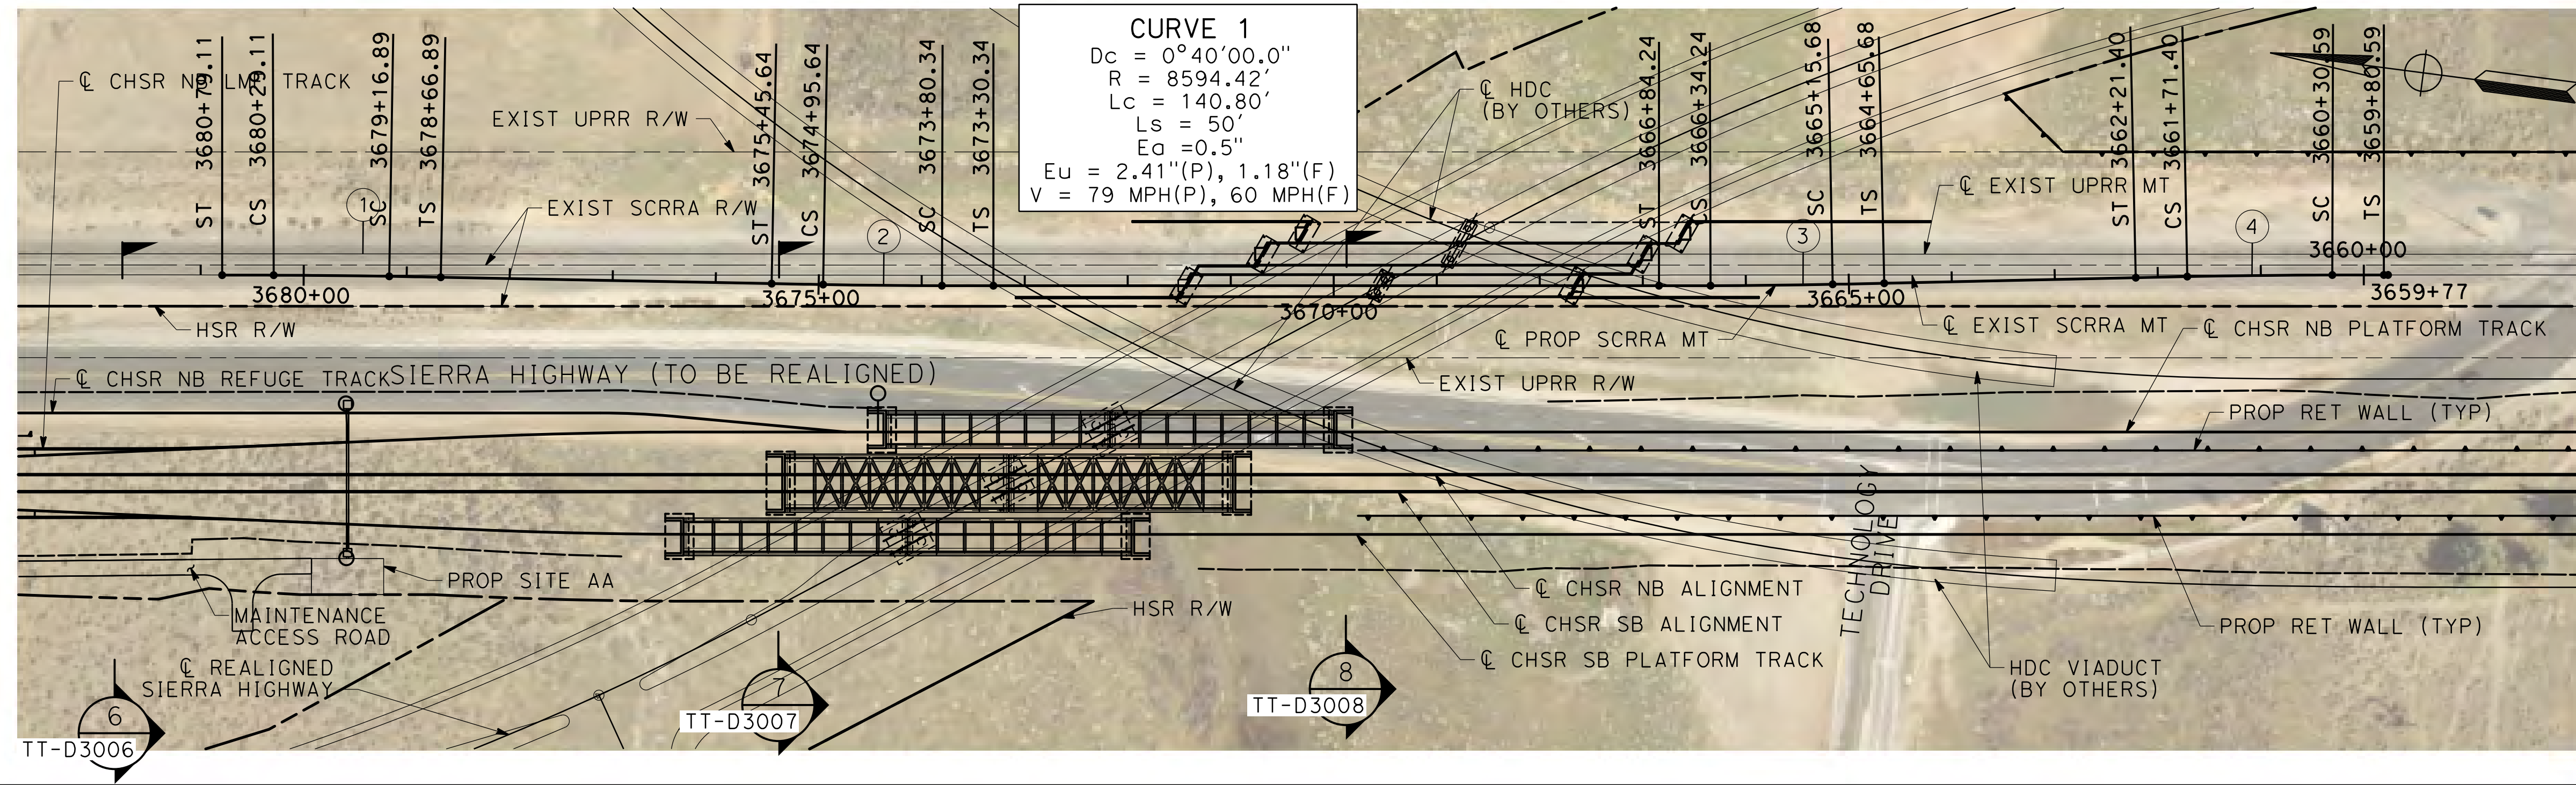 CURVE 1
Dc = 0°40'00.0"
R = 8594.42'
Lc = 140.80'
Ls = 50'
Ea =0.5"
Eu = 2.41"(P), 1.18"(F)
V = 79 MPH(P), 60 MPH(F)
℄ CHSR NB LMF TRACK
ST 3680+79.11
CS 3680+29.11
SC 3679+16.89
TS 3678+66.89
EXIST UPRR R/W
ST 3675+45.64
CS 3674+95.64
SC 3673+80.34
TS 3673+30.34
℄ HDC
(BY OTHERS)
ST 3666+84.24
CS 3666+34.24
SC 3665+15.68
TS 3664+65.68
ST 3662+21.40
CS 3661+71.40
SC 3660+30.59
TS 3659+80.59
℄ EXIST UPRR MT
1
EXIST SCRRA R/W
2
3
4
3660+00
3680+00
3675+00
3670+00
3665+00
3659+77
HSR R/W
℄ PROP SCRRA MT
℄ EXIST SCRRA MT
℄ CHSR NB PLATFORM TRACK
℄ CHSR NB REFUGE TRACK
SIERRA HIGHWAY (TO BE REALIGNED)
EXIST UPRR R/W
PROP RET WALL (TYP)
TECHNOLOGY
DRIVE
PROP SITE AA
MAINTENANCE
ACCESS ROAD
HSR R/W
℄ CHSR NB ALIGNMENT
℄ CHSR SB ALIGNMENT
℄ CHSR SB PLATFORM TRACK
PROP RET WALL (TYP)
HDC VIADUCT
(BY OTHERS)
℄ REALIGNED
SIERRA HIGHWAY
6
TT-D3006
7
TT-D3007
8
TT-D3008